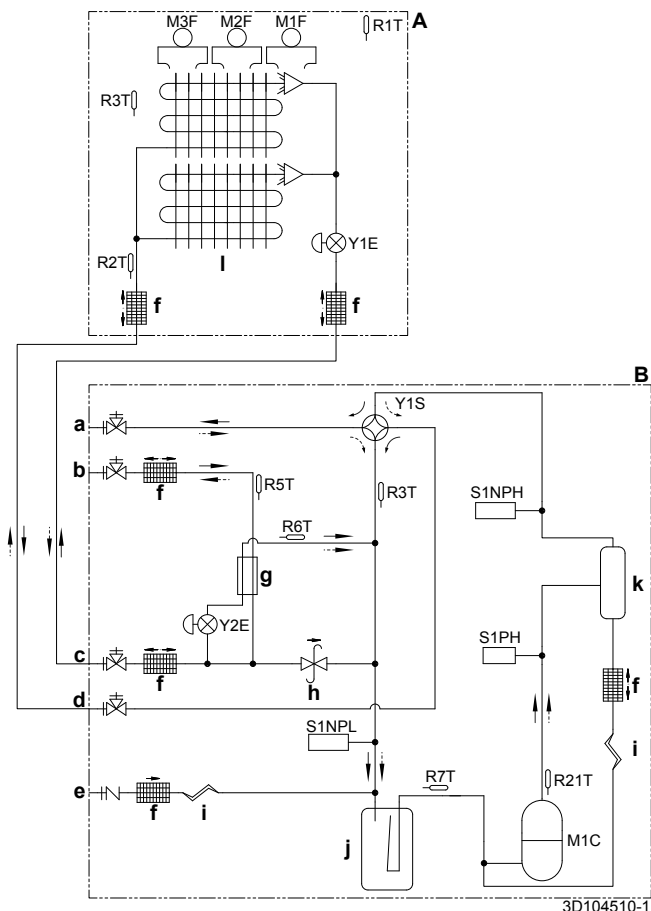 M3F M2F M1F
R1T
A
R3T
R2T
Y1E
l
f
f
B
a
Y1S
b
f
R5T
R3T
S1NPH
R6T
g
k
Y2E
S1PH
c
f
h
f
d
S1NPL
i
e
f
i
R7T
R21T
j
M1C
3D104510-1